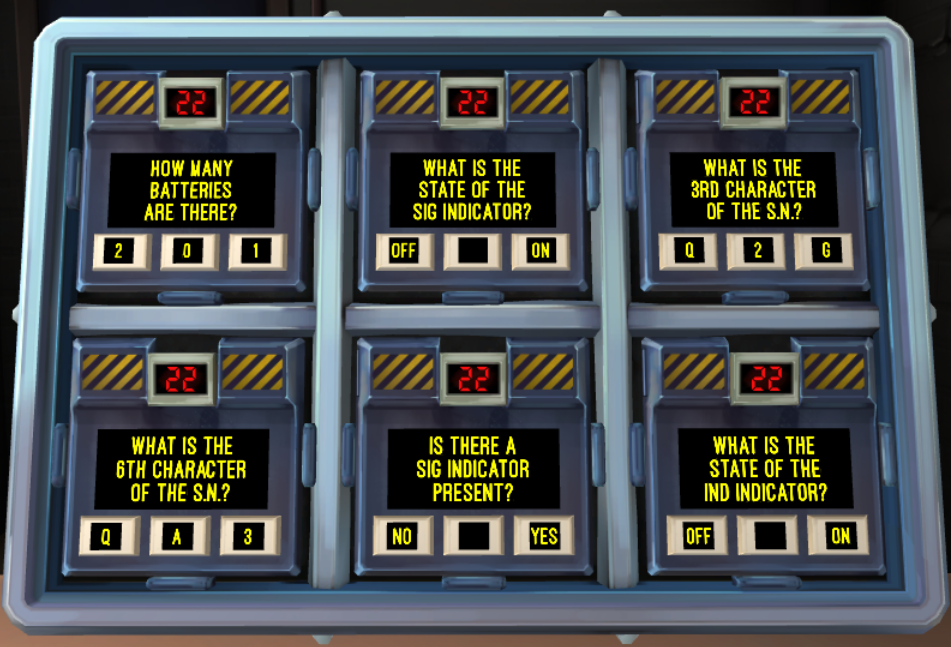 22
HOW MANY
BATTERIES
ARE THERE?
2 0 1
22
WHAT IS THE
STATE OF THE
SIG INDICATOR?
OFF ON
22
WHAT IS THE
3RD CHARACTER
OF THE S.N.?
Q 2 G
22
WHAT IS THE
6TH CHARACTER
OF THE S.N.?
Q A 3
22
IS THERE A
SIG INDICATOR
PRESENT?
NO YES
22
WHAT IS THE
STATE OF THE
IND INDICATOR?
OFF ON